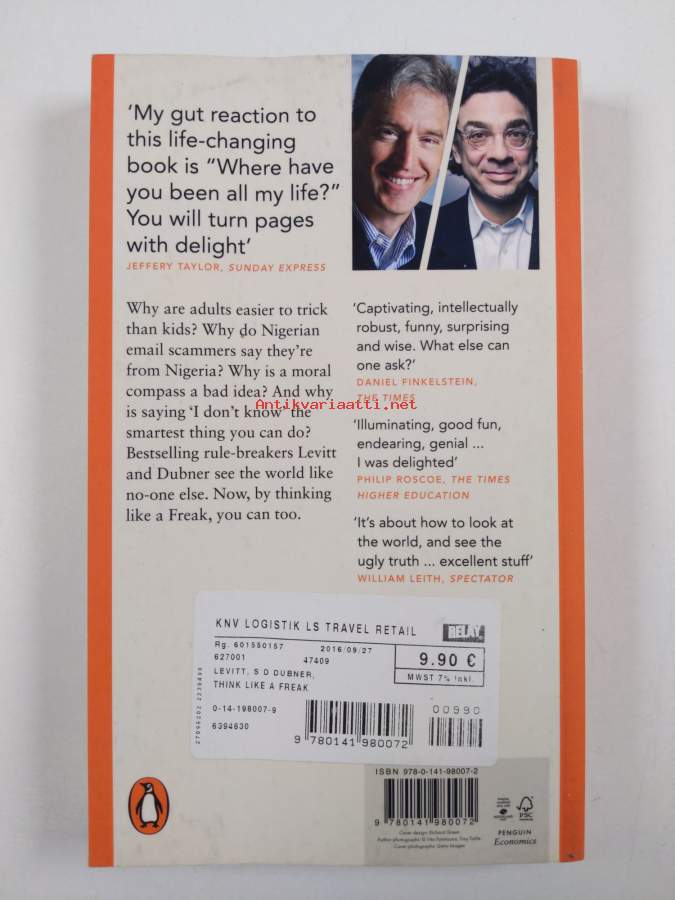 ‘My gut reaction to
this life-changing
book is “Where have
you been all my life?”
You will turn pages
with delight’
JEFFERY TAYLOR, SUNDAY EXPRESS
Why are adults easier to trick
than kids? Why do Nigerian
email scammers say they’re
from Nigeria? Why is a moral
compass a bad idea? And why
is saying ‘I don’t know’ the
smartest thing you can do?
Bestselling rule-breakers Levitt
and Dubner see the world like
no-one else. Now, by thinking
like a Freak, you can too.
‘Captivating, intellectually
robust, funny, surprising
and wise. What else can
one ask?’
DANIEL FINKELSTEIN,
THE TIMES
Antikvariaatti.net
‘Illuminating, good fun,
endearing, genial ...
I was delighted’
PHILIP ROSCOE, THE TIMES
HIGHER EDUCATION
‘It’s about how to look at
the world, and see the
ugly truth ... excellent stuff’
WILLIAM LEITH, SPECTATOR
KNV LOGISTIK LS TRAVEL RETAIL
RELAY
Rg. 601550157 2016/09/27
627001 47409
9.90 €
MWST 7% inkl.
LEVITT, S D DUBNER,
THINK LIKE A FREAK
0-14-198007-9
00990
6394630
9 780141 980072
ISBN 978-0-141-98007-2
9 780141 980072
FSC
PENGUIN
Economics